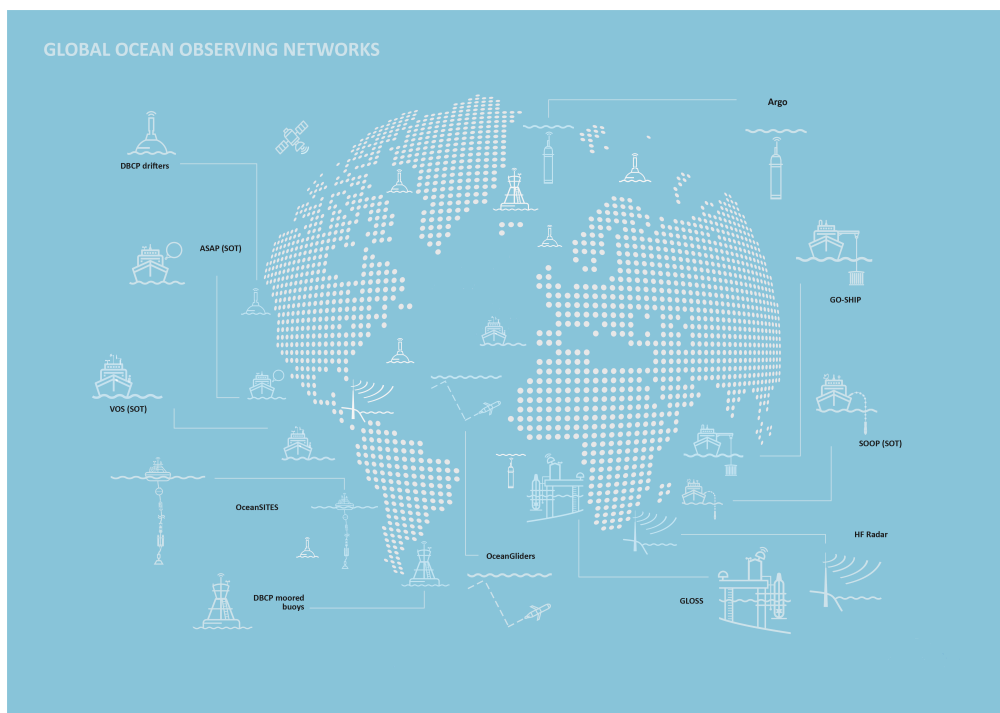 GLOBAL OCEAN OBSERVING NETWORKS
Argo
DBCP drifters
ASAP (SOT)
GO-SHIP
VOS (SOT)
SOOP (SOT)
OceanSITES
HF Radar
OceanGliders
DBCP moored
buoys
GLOSS